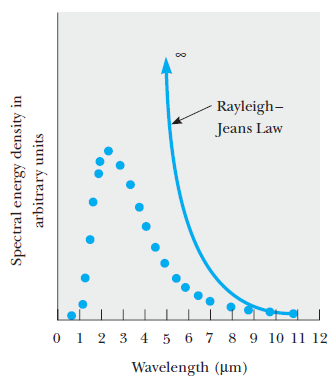 ∞
Rayleigh–
Jeans Law
Spectral energy density in
arbitrary units
0 1 2 3 4 5 6 7 8 9 10 11 12
Wavelength (μm)